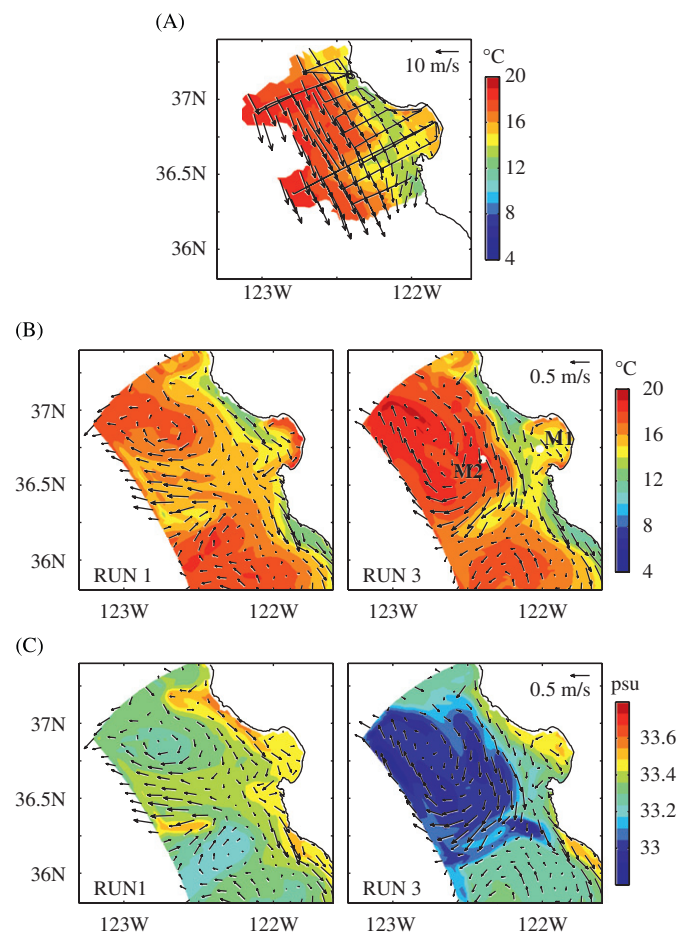 (A)
10 m/s
°C
20
16
12
8
4
37N
36.5N
36N
123W
122W
(B)
0.5 m/s
°C
20
16
12
8
4
37N
36.5N
36N
M1
M2
RUN 1
RUN 3
123W
122W
123W
122W
(C)
0.5 m/s
psu
33.6
33.4
33.2
33
37N
36.5N
36N
RUN1
RUN 3
123W
122W
123W
122W